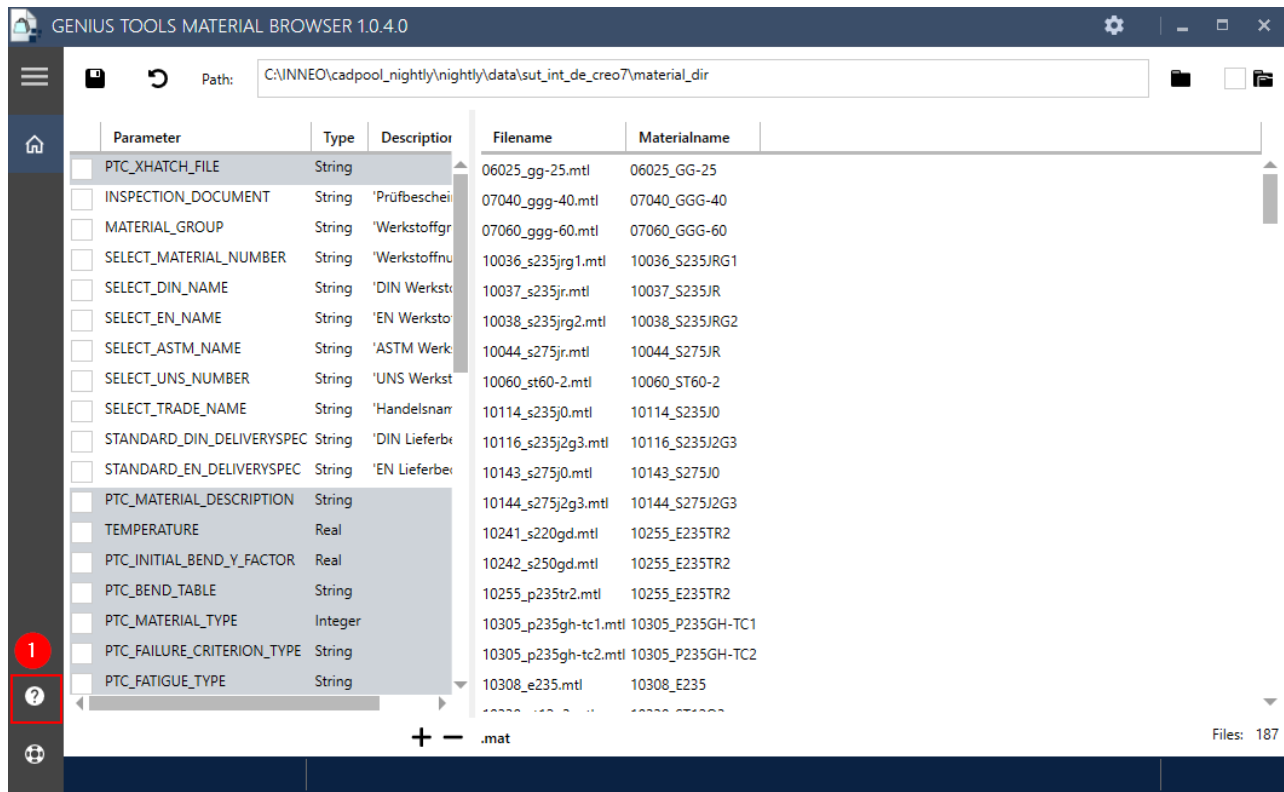 GENIUS TOOLS MATERIAL BROWSER 1.0.4.0
Path: C:\INNEO\cadpool_nightly\nightly\data\sut_int_de_creo7\material_dir
Parameter Type Description Filename Materialname
PTC_XHATCH_FILE String 06025_gg-25.mtl 06025_GG-25
INSPECTION_DOCUMENT String 'Prüfbeschei 07040_ggg-40.mtl 07040_GGG-40
MATERIAL_GROUP String 'Werkstoffgr 07060_ggg-60.mtl 07060_GGG-60
SELECT_MATERIAL_NUMBER String 'Werkstoffnu 10036_s235jrg1.mtl 10036_S235JRG1
SELECT_DIN_NAME String 'DIN Werksto 10037_s235jr.mtl 10037_S235JR
SELECT_EN_NAME String 'EN Werksto 10038_s235jrg2.mtl 10038_S235JRG2
SELECT_ASTM_NAME String 'ASTM Werk 10044_s275jr.mtl 10044_S275JR
SELECT_UNS_NUMBER String 'UNS Werkst 10060_st60-2.mtl 10060_ST60-2
SELECT_TRADE_NAME String 'Handelsnam 10114_s235j0.mtl 10114_S235J0
STANDARD_DIN_DELIVERYSPEC String 'DIN Lieferbe 10116_s235j2g3.mtl 10116_S235J2G3
STANDARD_EN_DELIVERYSPEC String 'EN Lieferbe 10143_s275j0.mtl 10143_S275J0
PTC_MATERIAL_DESCRIPTION String 10144_s275j2g3.mtl 10144_S275J2G3
TEMPERATURE Real 10241_s220gd.mtl 10255_E235TR2
PTC_INITIAL_BEND_Y_FACTOR Real 10242_s250gd.mtl 10255_E235TR2
PTC_BEND_TABLE String 10255_p235tr2.mtl 10255_E235TR2
PTC_MATERIAL_TYPE Integer 10305_p235gh-tc1.mtl 10305_P235GH-TC1
1
PTC_FAILURE_CRITERION_TYPE String 10305_p235gh-tc2.mtl 10305_P235GH-TC2
PTC_FATIGUE_TYPE String 10308_e235.mtl 10308_E235
.mat Files: 187